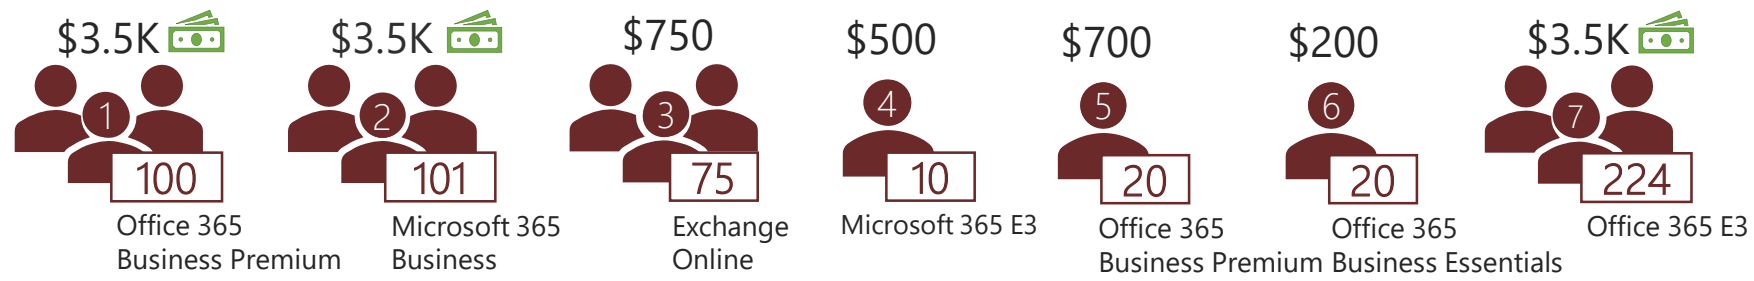 $3.5K
$3.5K
$750
$500
$700
$200
$3.5K
1
2
3
4
5
6
7
100
101
75
10
20
20
224
Office 365
Business Premium
Microsoft 365
Business
Exchange
Online
Microsoft 365 E3
Office 365
Business Premium
Office 365
Business Essentials
Office 365 E3